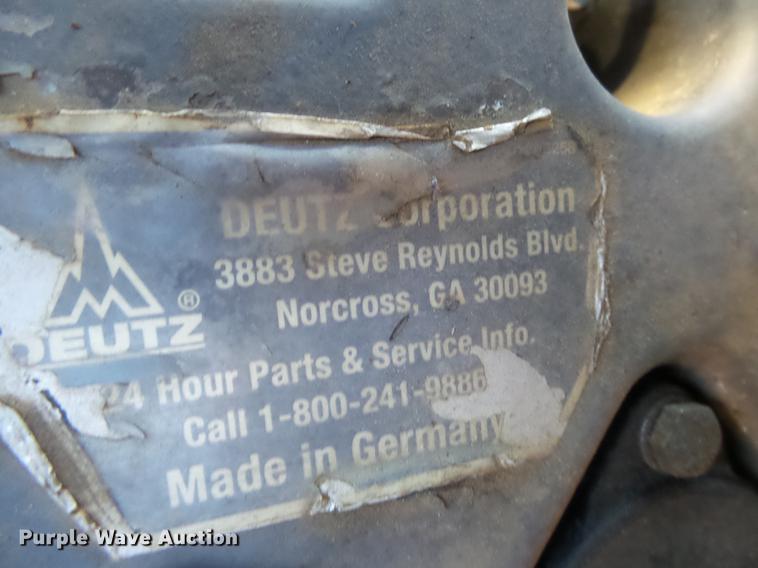 DEUTZ Corporation
3883 Steve Reynolds Blvd.
Norcross, GA 30093
DEUTZ ®
24 Hour Parts & Service Info.
Call 1-800-241-9886
Made in Germany
Purple Wave Auction